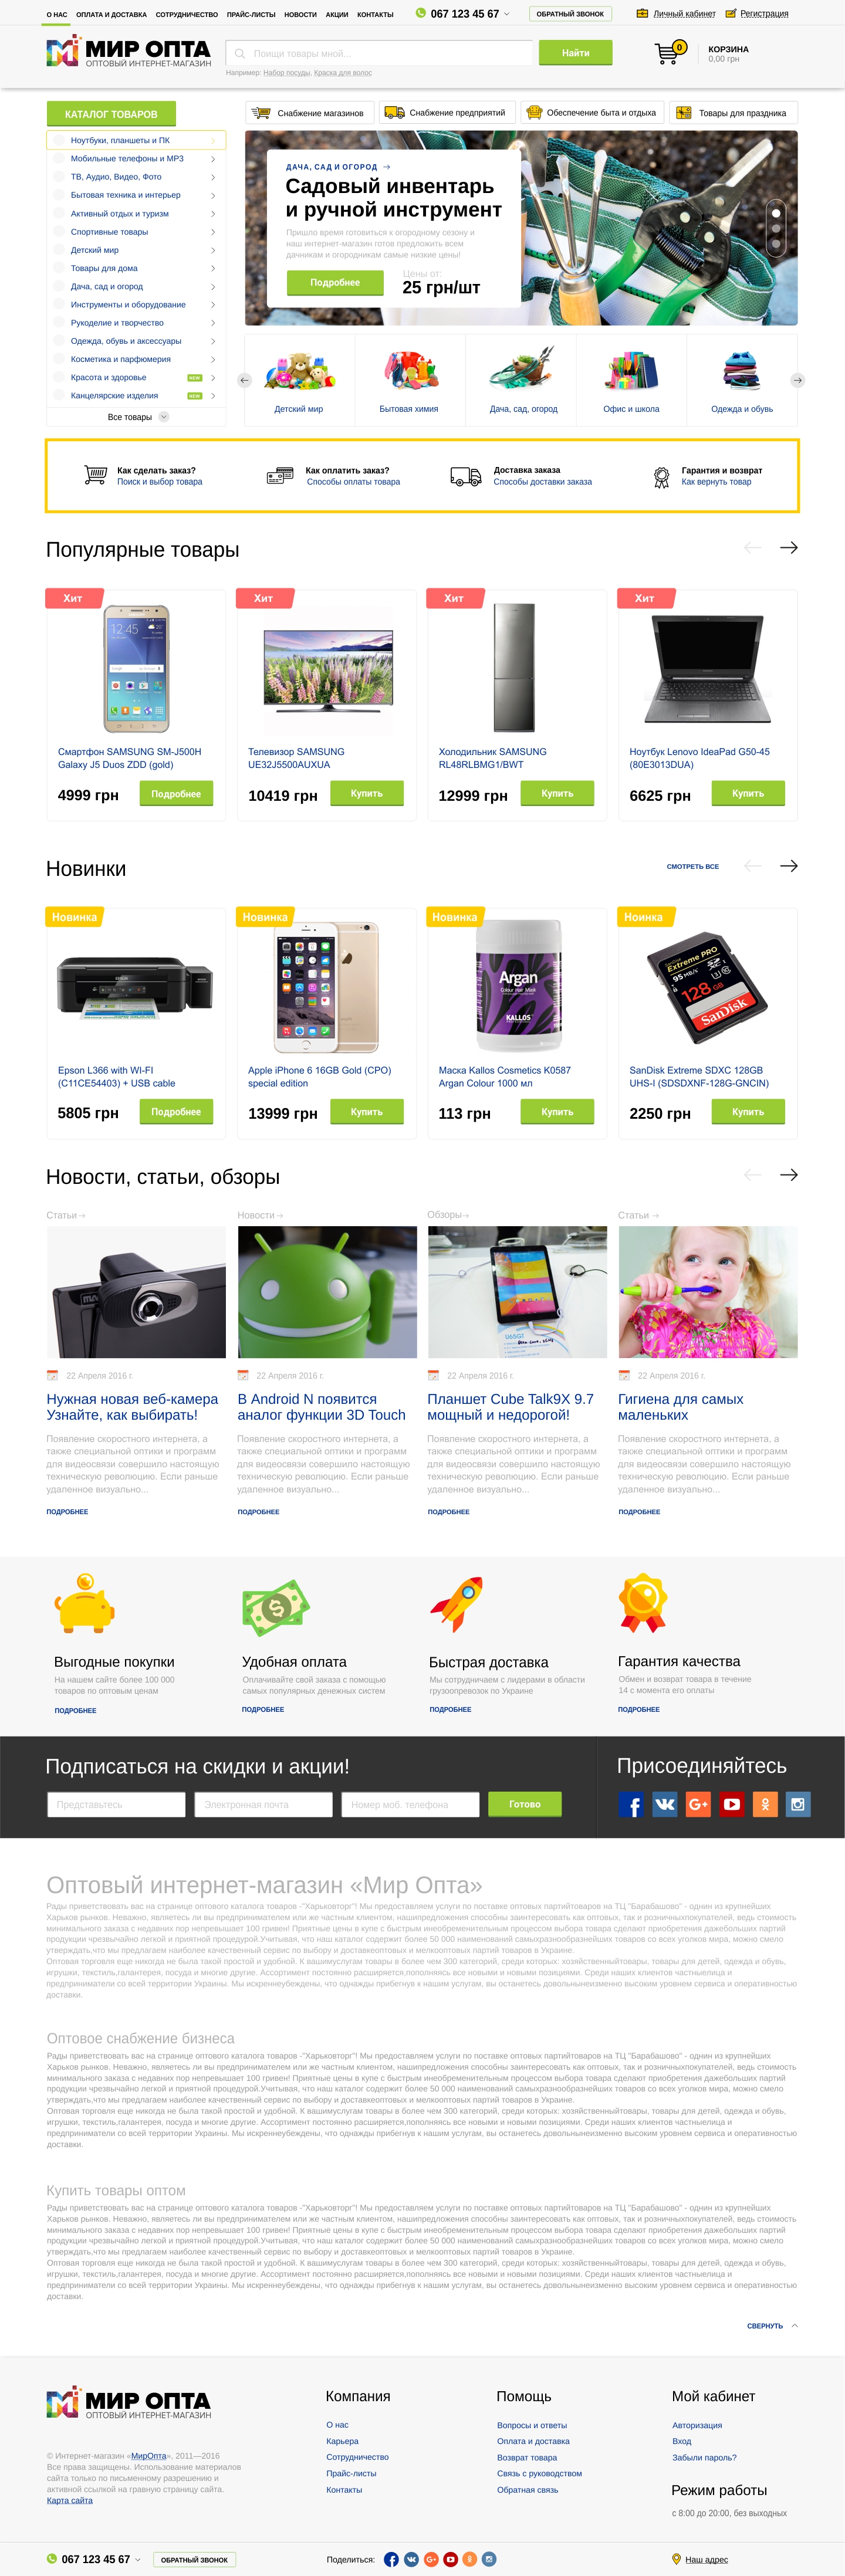 О НАС ОПЛАТА И ДОСТАВКА СОТРУДНИЧЕСТВО ПРАЙС-ЛИСТЫ НОВОСТИ АКЦИИ КОНТАКТЫ 067 123 45 67 ОБРАТНЫЙ ЗВОНОК Личный кабинет Регистрация
МИР ОПТА
ОПТОВЫЙ ИНТЕРНЕТ-МАГАЗИН
Поищи товары мной...
Найти
Например: Набор посуды, Краска для волос
0
КОРЗИНА
0,00 грн
КАТАЛОГ ТОВАРОВ
Ноутбуки, планшеты и ПК
Мобильные телефоны и MP3
ТВ, Аудио, Видео, Фото
Бытовая техника и интерьер
Активный отдых и туризм
Спортивные товары
Детский мир
Товары для дома
Дача, сад и огород
Инструменты и оборудование
Рукоделие и творчество
Одежда, обувь и аксессуары
Косметика и парфюмерия
Красота и здоровье NEW
Канцелярские изделия NEW
Все товары
Снабжение магазинов Снабжение предприятий Обеспечение быта и отдыха Товары для праздника
ДАЧА, САД И ОГОРОД
Садовый инвентарь
и ручной инструмент
Пришло время готовиться к огородному сезону и
наш интернет-магазин готов предложить всем
дачникам и огородникам самые низкие цены!
Подробнее
Цены от:
25 грн/шт
Детский мир Бытовая химия Дача, сад, огород Офис и школа Одежда и обувь
Как сделать заказ?
Поиск и выбор товара
Как оплатить заказ?
Способы оплаты товара
Доставка заказа
Способы доставки заказа
Гарантия и возврат
Как вернуть товар
Популярные товары
Хит
12:45
Смартфон SAMSUNG SM-J500H
Galaxy J5 Duos ZDD (gold)
4999 грн Подробнее
Хит
Телевизор SAMSUNG
UE32J5500AUXUA
10419 грн Купить
Хит
Холодильник SAMSUNG
RL48RLBMG1/BWT
12999 грн Купить
Хит
Ноутбук Lenovo IdeaPad G50-45
(80E3013DUA)
6625 грн Купить
Новинки
СМОТРЕТЬ ВСЕ
Новинка
Epson L366 with WI-FI
(C11CE54403) + USB cable
5805 грн Подробнее
Новинка
Apple iPhone 6 16GB Gold (CPO)
special edition
13999 грн Купить
Новинка
Argan
Colour Hair Mask
KALLOS
Маска Kallos Cosmetics K0587
Argan Colour 1000 мл
113 грн Купить
Ноинка
SanDisk
Extreme PRO
95 MB/s
128 GB
SanDisk
SanDisk Extreme SDXC 128GB
UHS-I (SDSDXNF-128G-GNCIN)
2250 грн Купить
Новости, статьи, обзоры
Статьи
22 Апреля 2016 г.
Нужная новая веб-камера
Узнайте, как выбирать!
Появление скоростного интернета, а
также специальной оптики и программ
для видеосвязи совершило настоящую
техническую революцию. Если раньше
удаленное визуально...
ПОДРОБНЕЕ
Новости
22 Апреля 2016 г.
В Android N появится
аналог функции 3D Touch
Появление скоростного интернета, а
также специальной оптики и программ
для видеосвязи совершило настоящую
техническую революцию. Если раньше
удаленное визуально...
ПОДРОБНЕЕ
Обзоры
22 Апреля 2016 г.
Планшет Cube Talk9X 9.7
мощный и недорогой!
Появление скоростного интернета, а
также специальной оптики и программ
для видеосвязи совершило настоящую
техническую революцию. Если раньше
удаленное визуально...
ПОДРОБНЕЕ
Статьи
22 Апреля 2016 г.
Гигиена для самых
маленьких
Появление скоростного интернета, а
также специальной оптики и программ
для видеосвязи совершило настоящую
техническую революцию. Если раньше
удаленное визуально...
ПОДРОБНЕЕ
Выгодные покупки
На нашем сайте более 100 000
товаров по оптовым ценам
ПОДРОБНЕЕ
Удобная оплата
Оплачивайте свой заказа с помощью
самых популярных денежных систем
ПОДРОБНЕЕ
Быстрая доставка
Мы сотрудничаем с лидерами в области
грузоопревозок по Украине
ПОДРОБНЕЕ
Гарантия качества
Обмен и возврат товара в течение
14 с момента его оплаты
ПОДРОБНЕЕ
Подписаться на скидки и акции!
Представьтесь Электронная почта Номер моб. телефона Готово
Присоединяйтесь
Оптовый интернет-магазин «Мир Опта»
Рады приветствовать вас на странице оптового каталога товаров -"Харьковторг"! Мы предоставляем услуги по поставке оптовых партийтоваров на ТЦ "Барабашово" - однин из крупнейших
Харьков рынков. Неважно, являетесь ли вы предпринимателем или же частным клиентом, нашипредложения способны заинтересовать как оптовых, так и розничныхпокупателей, ведь стоимость
минимального заказа с недавних пор непревышает 100 гривен! Приятные цены в купе с быстрым инеобременительным процессом выбора товара сделают приобретения дажебольших партий
продукции чрезвычайно легкой и приятной процедурой.Учитывая, что наш каталог содержит более 50 000 наименований самыхразнообразнейших товаров со всех уголков мира, можно смело
утверждать,что мы предлагаем наиболее качественный сервис по выбору и доставкеоптовых и мелкооптовых партий товаров в Украине.
Оптовая торговля еще никогда не была такой простой и удобной. К вашимуслугам товары в более чем 300 категорий, среди которых: хозяйственныйтовары, товары для детей, одежда и обувь,
игрушки, текстиль,галантерея, посуда и многие другие. Ассортимент постоянно расширяется,пополняясь все новыми и новыми позициями. Среди наших клиентов частныелица и
предприниматели со всей территории Украины. Мы искреннеубеждены, что однажды прибегнув к нашим услугам, вы останетесь довольнынеизменно высоким уровнем сервиса и оперативностью
доставки.
Оптовое снабжение бизнеса
Рады приветствовать вас на странице оптового каталога товаров -"Харьковторг"! Мы предоставляем услуги по поставке оптовых партийтоваров на ТЦ "Барабашово" - однин из крупнейших
Харьков рынков. Неважно, являетесь ли вы предпринимателем или же частным клиентом, нашипредложения способны заинтересовать как оптовых, так и розничныхпокупателей, ведь стоимость
минимального заказа с недавних пор непревышает 100 гривен! Приятные цены в купе с быстрым инеобременительным процессом выбора товара сделают приобретения дажебольших партий
продукции чрезвычайно легкой и приятной процедурой.Учитывая, что наш каталог содержит более 50 000 наименований самыхразнообразнейших товаров со всех уголков мира, можно смело
утверждать,что мы предлагаем наиболее качественный сервис по выбору и доставкеоптовых и мелкооптовых партий товаров в Украине.
Оптовая торговля еще никогда не была такой простой и удобной. К вашимуслугам товары в более чем 300 категорий, среди которых: хозяйственныйтовары, товары для детей, одежда и обувь,
игрушки, текстиль,галантерея, посуда и многие другие. Ассортимент постоянно расширяется,пополняясь все новыми и новыми позициями. Среди наших клиентов частныелица и
предприниматели со всей территории Украины. Мы искреннеубеждены, что однажды прибегнув к нашим услугам, вы останетесь довольнынеизменно высоким уровнем сервиса и оперативностью
доставки.
Купить товары оптом
Рады приветствовать вас на странице оптового каталога товаров -"Харьковторг"! Мы предоставляем услуги по поставке оптовых партийтоваров на ТЦ "Барабашово" - однин из крупнейших
Харьков рынков. Неважно, являетесь ли вы предпринимателем или же частным клиентом, нашипредложения способны заинтересовать как оптовых, так и розничныхпокупателей, ведь стоимость
минимального заказа с недавних пор непревышает 100 гривен! Приятные цены в купе с быстрым инеобременительным процессом выбора товара сделают приобретения дажебольших партий
продукции чрезвычайно легкой и приятной процедурой.Учитывая, что наш каталог содержит более 50 000 наименований самыхразнообразнейших товаров со всех уголков мира, можно смело
утверждать,что мы предлагаем наиболее качественный сервис по выбору и доставкеоптовых и мелкооптовых партий товаров в Украине.
Оптовая торговля еще никогда не была такой простой и удобной. К вашимуслугам товары в более чем 300 категорий, среди которых: хозяйственныйтовары, товары для детей, одежда и обувь,
игрушки, текстиль,галантерея, посуда и многие другие. Ассортимент постоянно расширяется,пополняясь все новыми и новыми позициями. Среди наших клиентов частныелица и
предприниматели со всей территории Украины. Мы искреннеубеждены, что однажды прибегнув к нашим услугам, вы останетесь довольнынеизменно высоким уровнем сервиса и оперативностью
доставки.
СВЕРНУТЬ
МИР ОПТА
ОПТОВЫЙ ИНТЕРНЕТ-МАГАЗИН
© Интернет-магазин «МирОпта», 2011—2016
Все права защищены. Использование материалов
сайта только по письменному разрешению и
активной ссылкой на гравную страницу сайта.
Карта сайта
Компания
О нас
Карьера
Сотрудничество
Прайс-листы
Контакты
Помощь
Вопросы и ответы
Оплата и доставка
Возврат товара
Связь с руководством
Обратная связь
Мой кабинет
Авторизация
Вход
Забыли пароль?
Режим работы
с 8:00 до 20:00, без выходных
067 123 45 67 ОБРАТНЫЙ ЗВОНОК Поделиться: Наш адрес